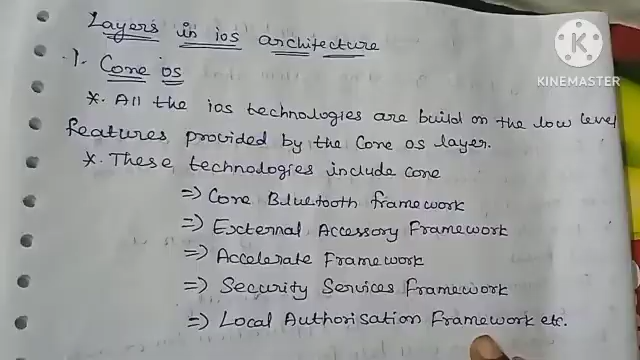 Layers in ios architecture
1. Core os
*. All the ios technologies are build on the low level
features provided by the Core os layer.
*. These technologies include core
=> Core Bluetooth framework
=> External Accessory Framework
=> Accelerate Framework
=> Security Services Framework
=> Local Authorisation Framework etc.
K
KINEMASTER